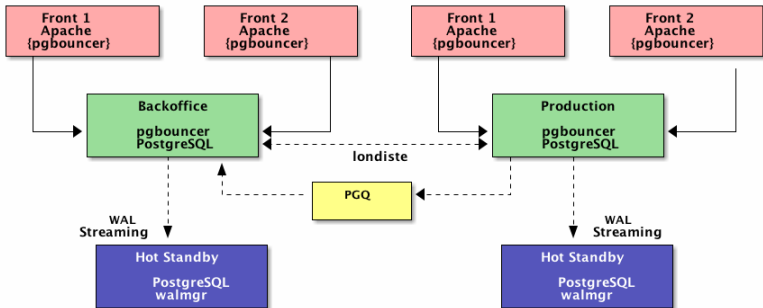 Front 1
Apache
{pgbouncer}
Front 2
Apache
{pgbouncer}
Front 1
Apache
{pgbouncer}
Front 2
Apache
{pgbouncer}
Backoffice
pgbouncer
PostgreSQL
Production
pgbouncer
PostgreSQL
londiste
PGQ
WAL
Streaming
WAL
Streaming
Hot Standby
PostgreSQL
walmgr
Hot Standby
PostgreSQL
walmgr